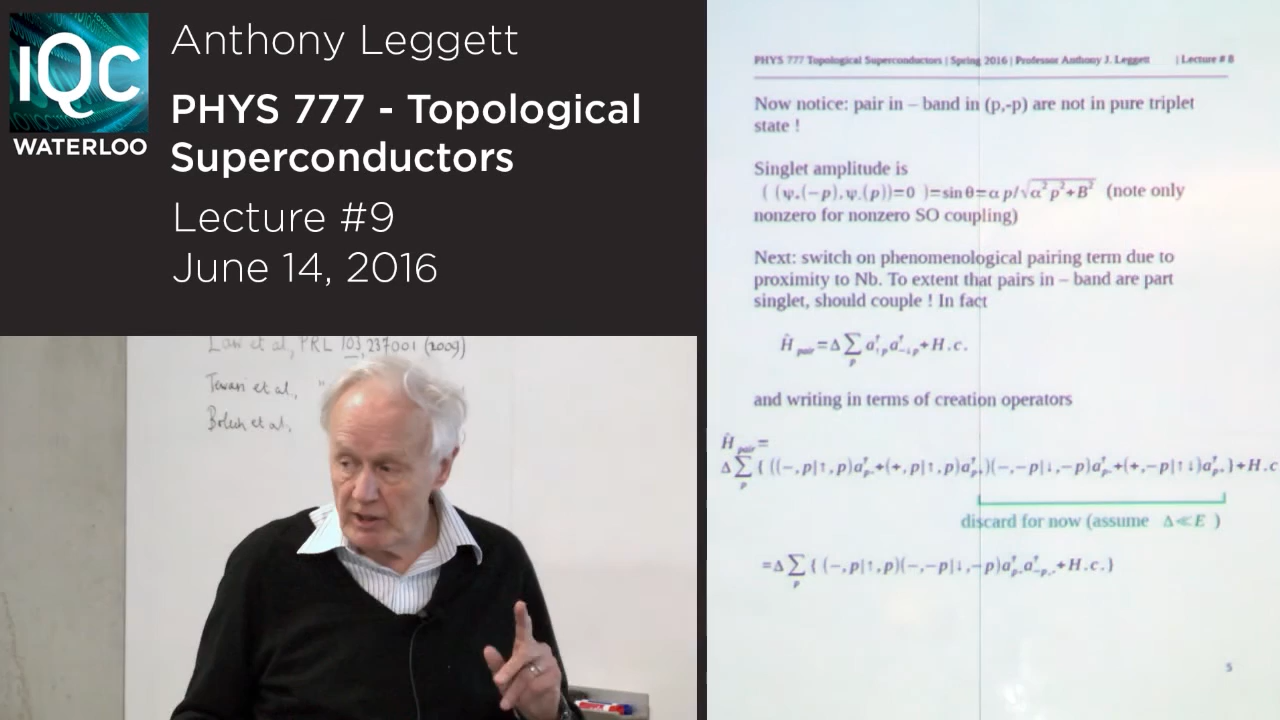 IQC
WATERLOO
Anthony Leggett
PHYS 777 - Topological
Superconductors
Lecture #9
June 14, 2016
Law et al, PRL 103, 237001 (2009)
Tewari et al., "
Bolech et al.,
PHYS 777 Topological Superconductors | Spring 2016 | Professor Anthony J. Leggett | Lecture # 8
Now notice: pair in – band in (p,-p) are not in pure triplet
state !
Singlet amplitude is
( (ψ₋(−p),ψ₋(p))=0 )=sin θ=α p/√α²p²+B² (note only
nonzero for nonzero SO coupling)
Next: switch on phenomenological pairing term due to
proximity to Nb. To extent that pairs in – band are part
singlet, should couple ! In fact
Ĥ pair=Δ∑p a†↑p a†−↓p+H.c.
and writing in terms of creation operators
Ĥ pair=
Δ∑p { ((−,p|↑,p)a†p-+(+,p|↑,p)a†p+)(−,−p|↓,−p)a†p-+(+,−p|↑↓)a†p+}+H.c
discard for now (assume Δ≪E )
=Δ∑p { (−,p|↑,p)(−,−p|↓,−p)a†p-a†−p,-+H.c.}
5